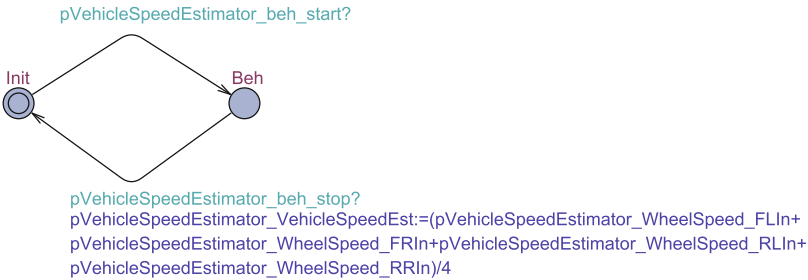 pVehicleSpeedEstimator_beh_start?
Init
Beh
pVehicleSpeedEstimator_beh_stop?
pVehicleSpeedEstimator_VehicleSpeedEst:=(pVehicleSpeedEstimator_WheelSpeed_FLIn+
pVehicleSpeedEstimator_WheelSpeed_FRIn+pVehicleSpeedEstimator_WheelSpeed_RLIn+
pVehicleSpeedEstimator_WheelSpeed_RRIn)/4